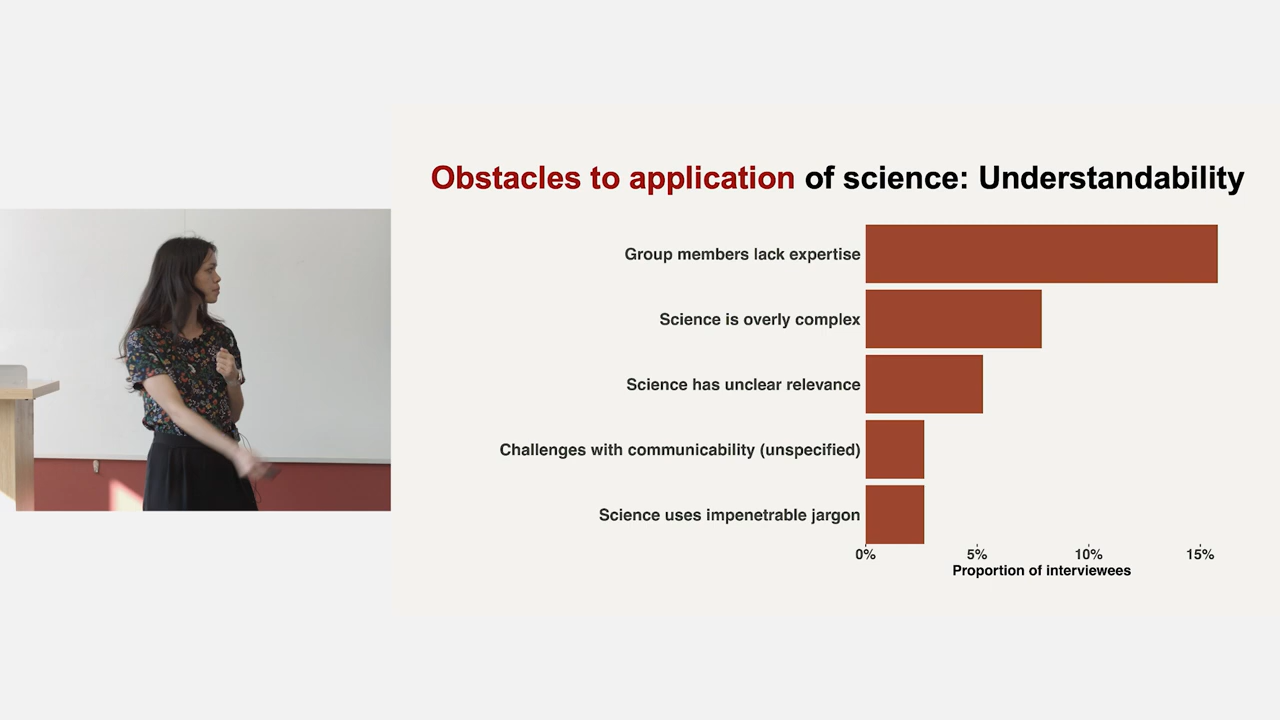 Obstacles to application of science: Understandability
Group members lack expertise
Science is overly complex
Science has unclear relevance
Challenges with communicability (unspecified)
Science uses impenetrable jargon
0% 5% 10% 15%
Proportion of interviewees